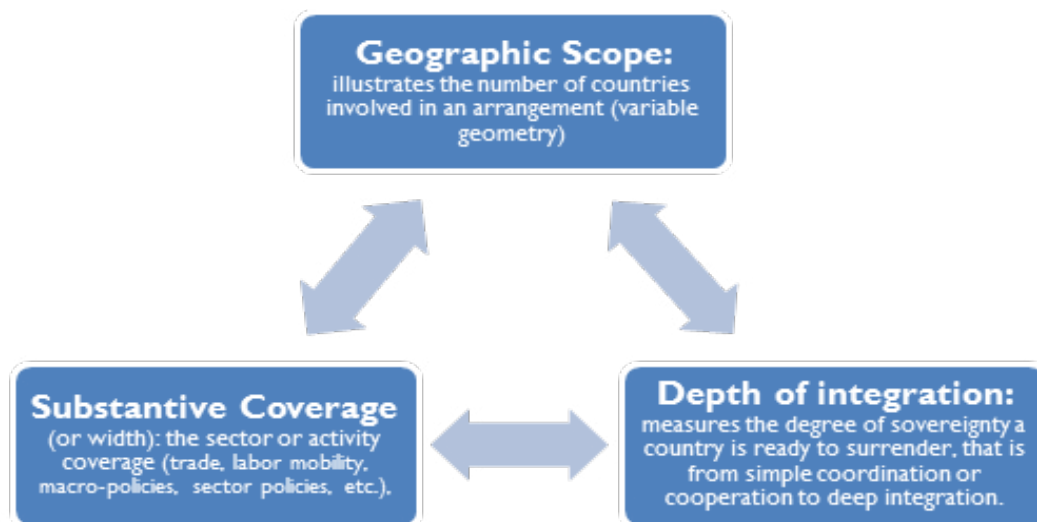 Geographic Scope:
illustrates the number of countries
involved in an arrangement (variable
geometry)
Substantive Coverage
(or width): the sector or activity
coverage (trade, labor mobility,
macro-policies, sector policies, etc.),
Depth of integration:
measures the degree of sovereignty a
country is ready to surrender, that is
from simple coordination or
cooperation to deep integration.